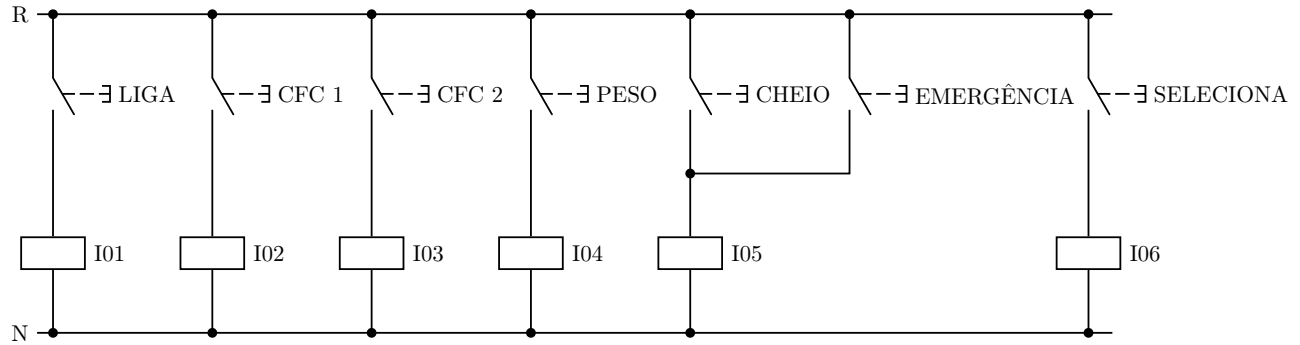 R
LIGA
CFC 1
CFC 2
PESO
CHEIO
EMERGÊNCIA
SELECIONA
I01
I02
I03
I04
I05
I06
N